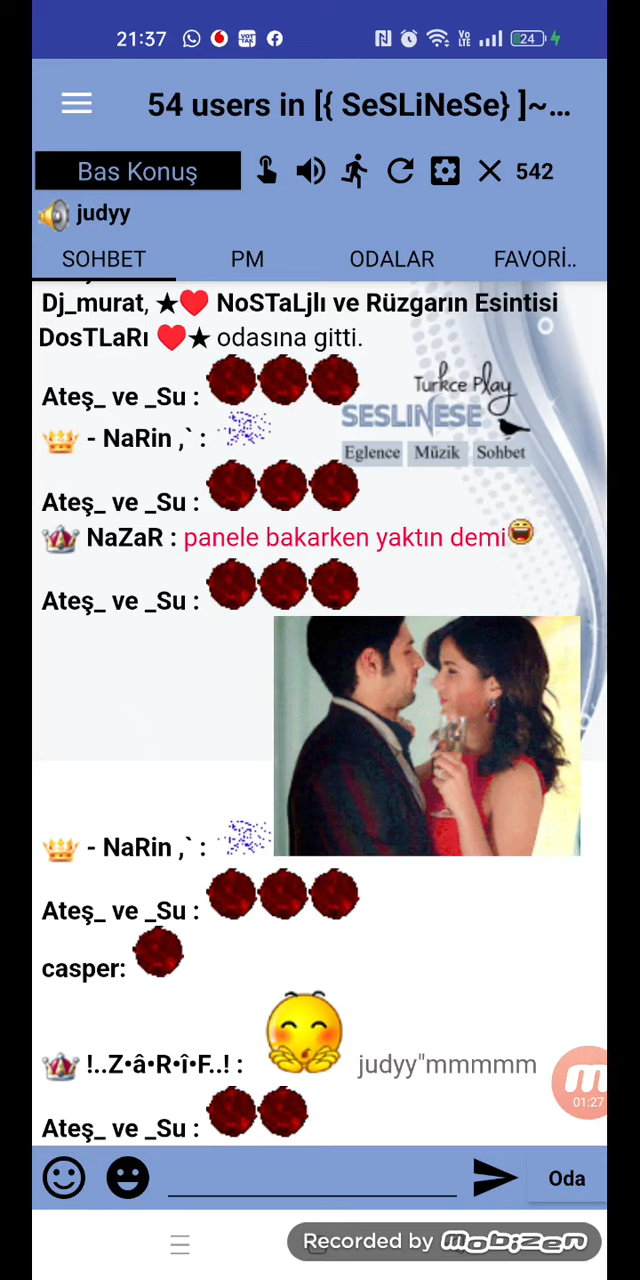 21:37 VoLTE 24
54 users in [{ SeSLiNeSe} ]~...
Bas Konuş 542
judyy
SOHBET PM ODALAR FAVORİ..
Dj_murat, ★♥ NoSTaLjlı ve Rüzgarın Esintisi
DosTLaRı ♥★ odasına gitti.
Turkce Play
SESLINESE
Eglence Müzik Sohbet
Ateş_ ve _Su :
- NaRin ,` :
Ateş_ ve _Su :
NaZaR : panele bakarken yaktın demi
Ateş_ ve _Su :
- NaRin ,` :
Ateş_ ve _Su :
casper:
!..Z•â•R•î•F..! : judyy"mmmmm
01:27
Ateş_ ve _Su :
Oda
Recorded by mobizen